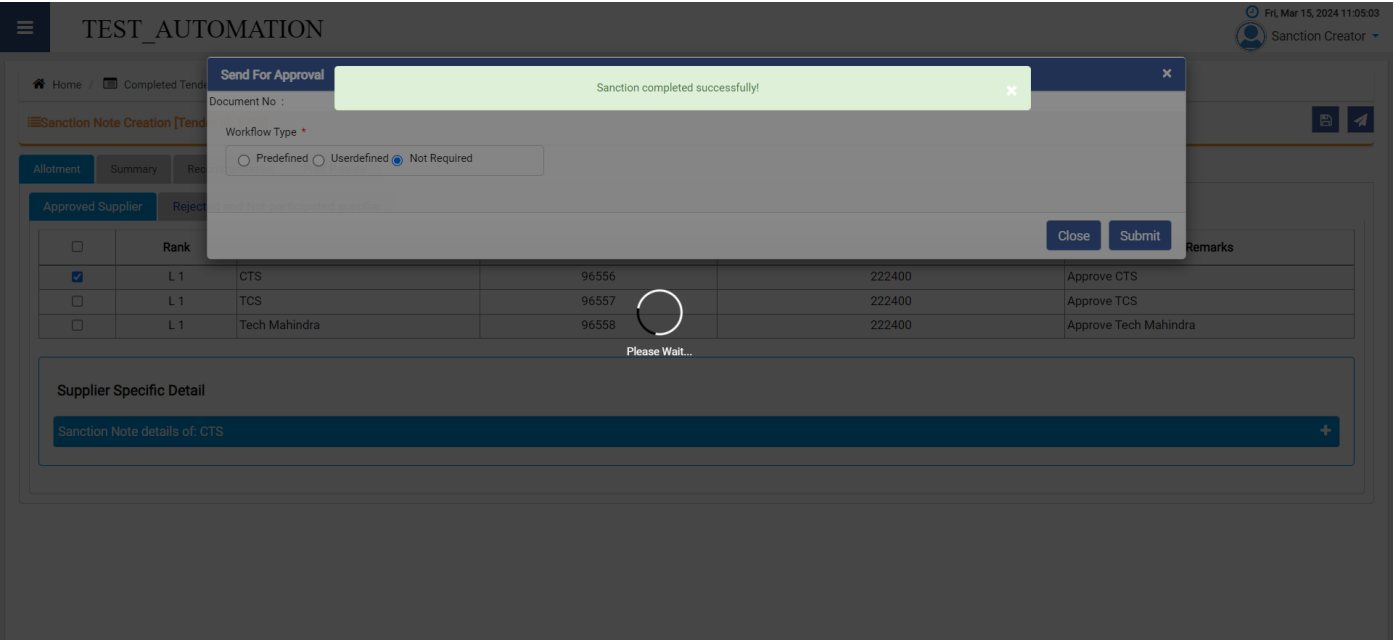 Fri, Mar 15, 2024 11:05:03
TEST_AUTOMATION
Sanction Creator
Send For Approval
×
Sanction completed successfully!
×
Home / Completed Tende
Document No :
Sanction Note Creation [Tend
Workflow Type *
Predefined Userdefined Not Required
Allotment Summary Rec
Approved Supplier Reject
Close Submit
Rank Remarks
L 1 CTS 96556 222400 Approve CTS
L 1 TCS 96557 222400 Approve TCS
L 1 Tech Mahindra 96558 222400 Approve Tech Mahindra
Please Wait...
Supplier Specific Detail
Sanction Note details of: CTS +